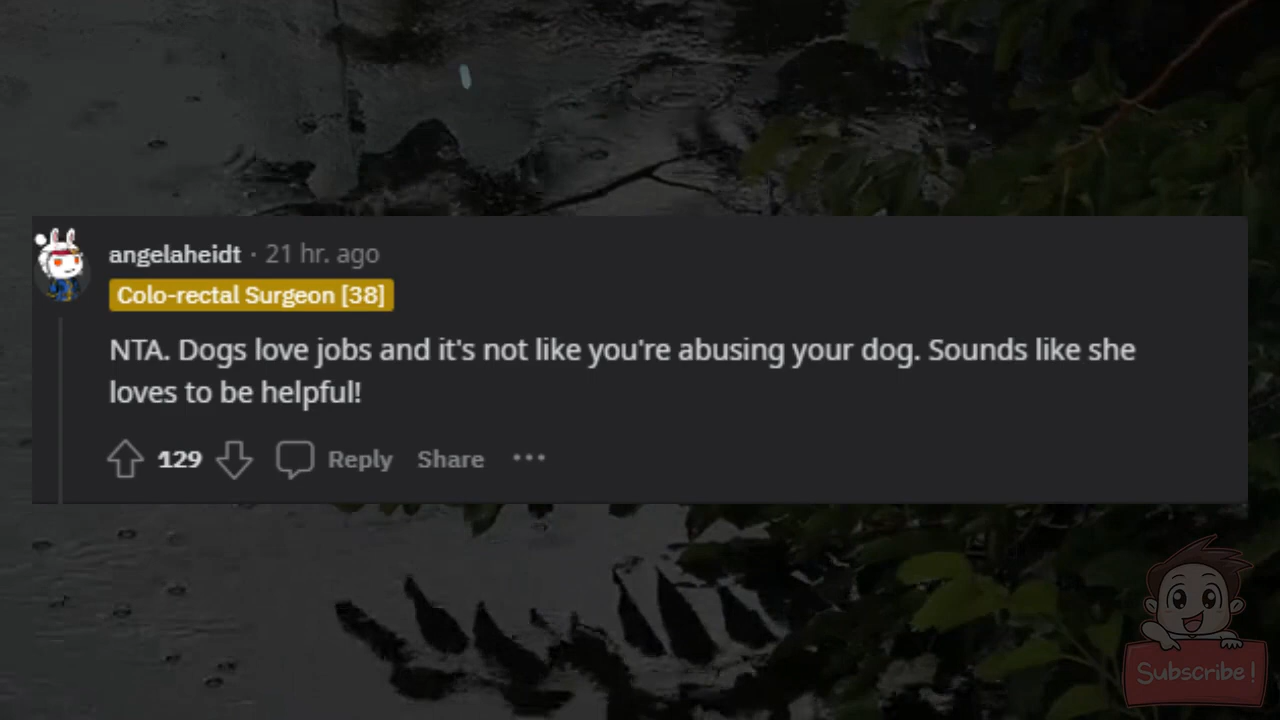 angelaheidt · 21 hr. ago
Colo-rectal Surgeon [38]
NTA. Dogs love jobs and it's not like you're abusing your dog. Sounds like she
loves to be helpful!
129 Reply Share ···
Subscribe!